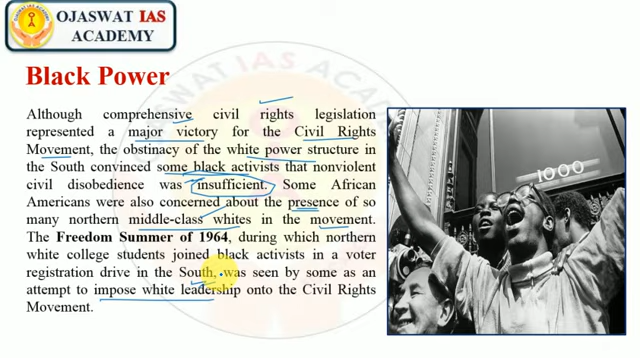 OJASWAT IAS
ACADEMY
Black Power
Although comprehensive civil rights legislation
represented a major victory for the Civil Rights
Movement, the obstinacy of the white power structure in
the South convinced some black activists that nonviolent
civil disobedience was insufficient. Some African
Americans were also concerned about the presence of so
many northern middle-class whites in the movement.
The Freedom Summer of 1964, during which northern
white college students joined black activists in a voter
registration drive in the South, was seen by some as an
attempt to impose white leadership onto the Civil Rights
Movement.
1000
OJASWAT IAS ACADEMY